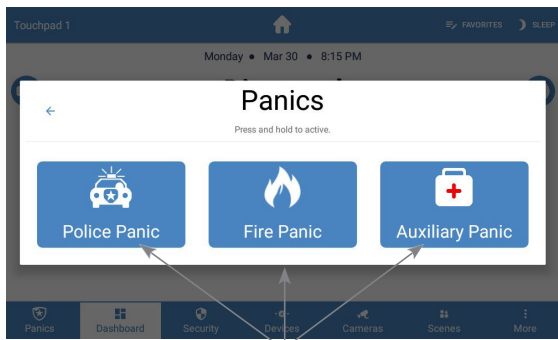 Touchpad 1
FAVORITES
SLEEP
Monday • Mar 30 • 8:15 PM
Panics
Press and hold to active.
Police Panic
Fire Panic
Auxiliary Panic
Panics
Dashboard
Security
Devices
Cameras
Scenes
More